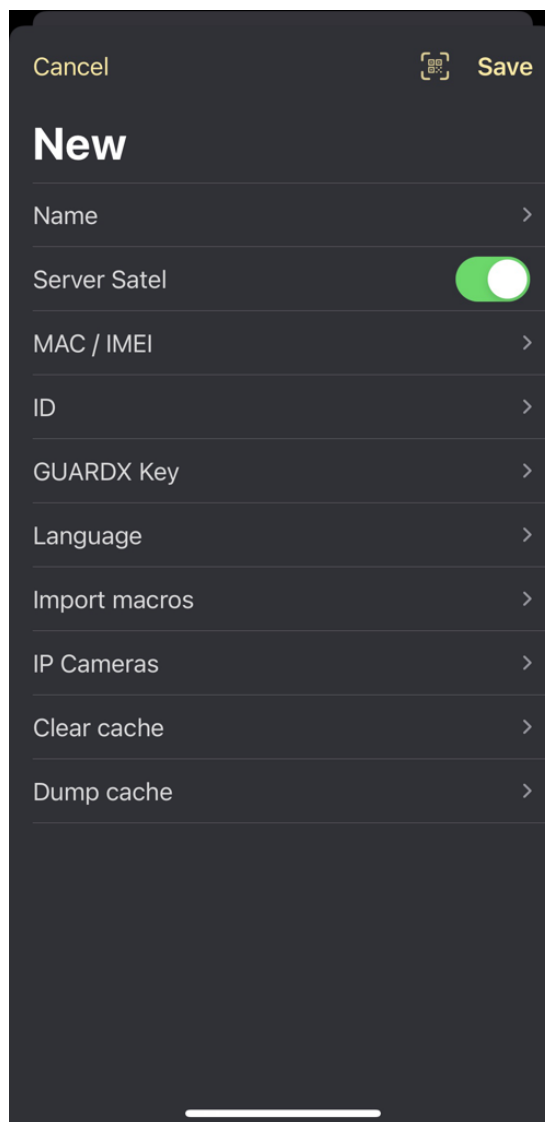 Cancel Save
New
Name
Server Satel
MAC / IMEI
ID
GUARDX Key
Language
Import macros
IP Cameras
Clear cache
Dump cache